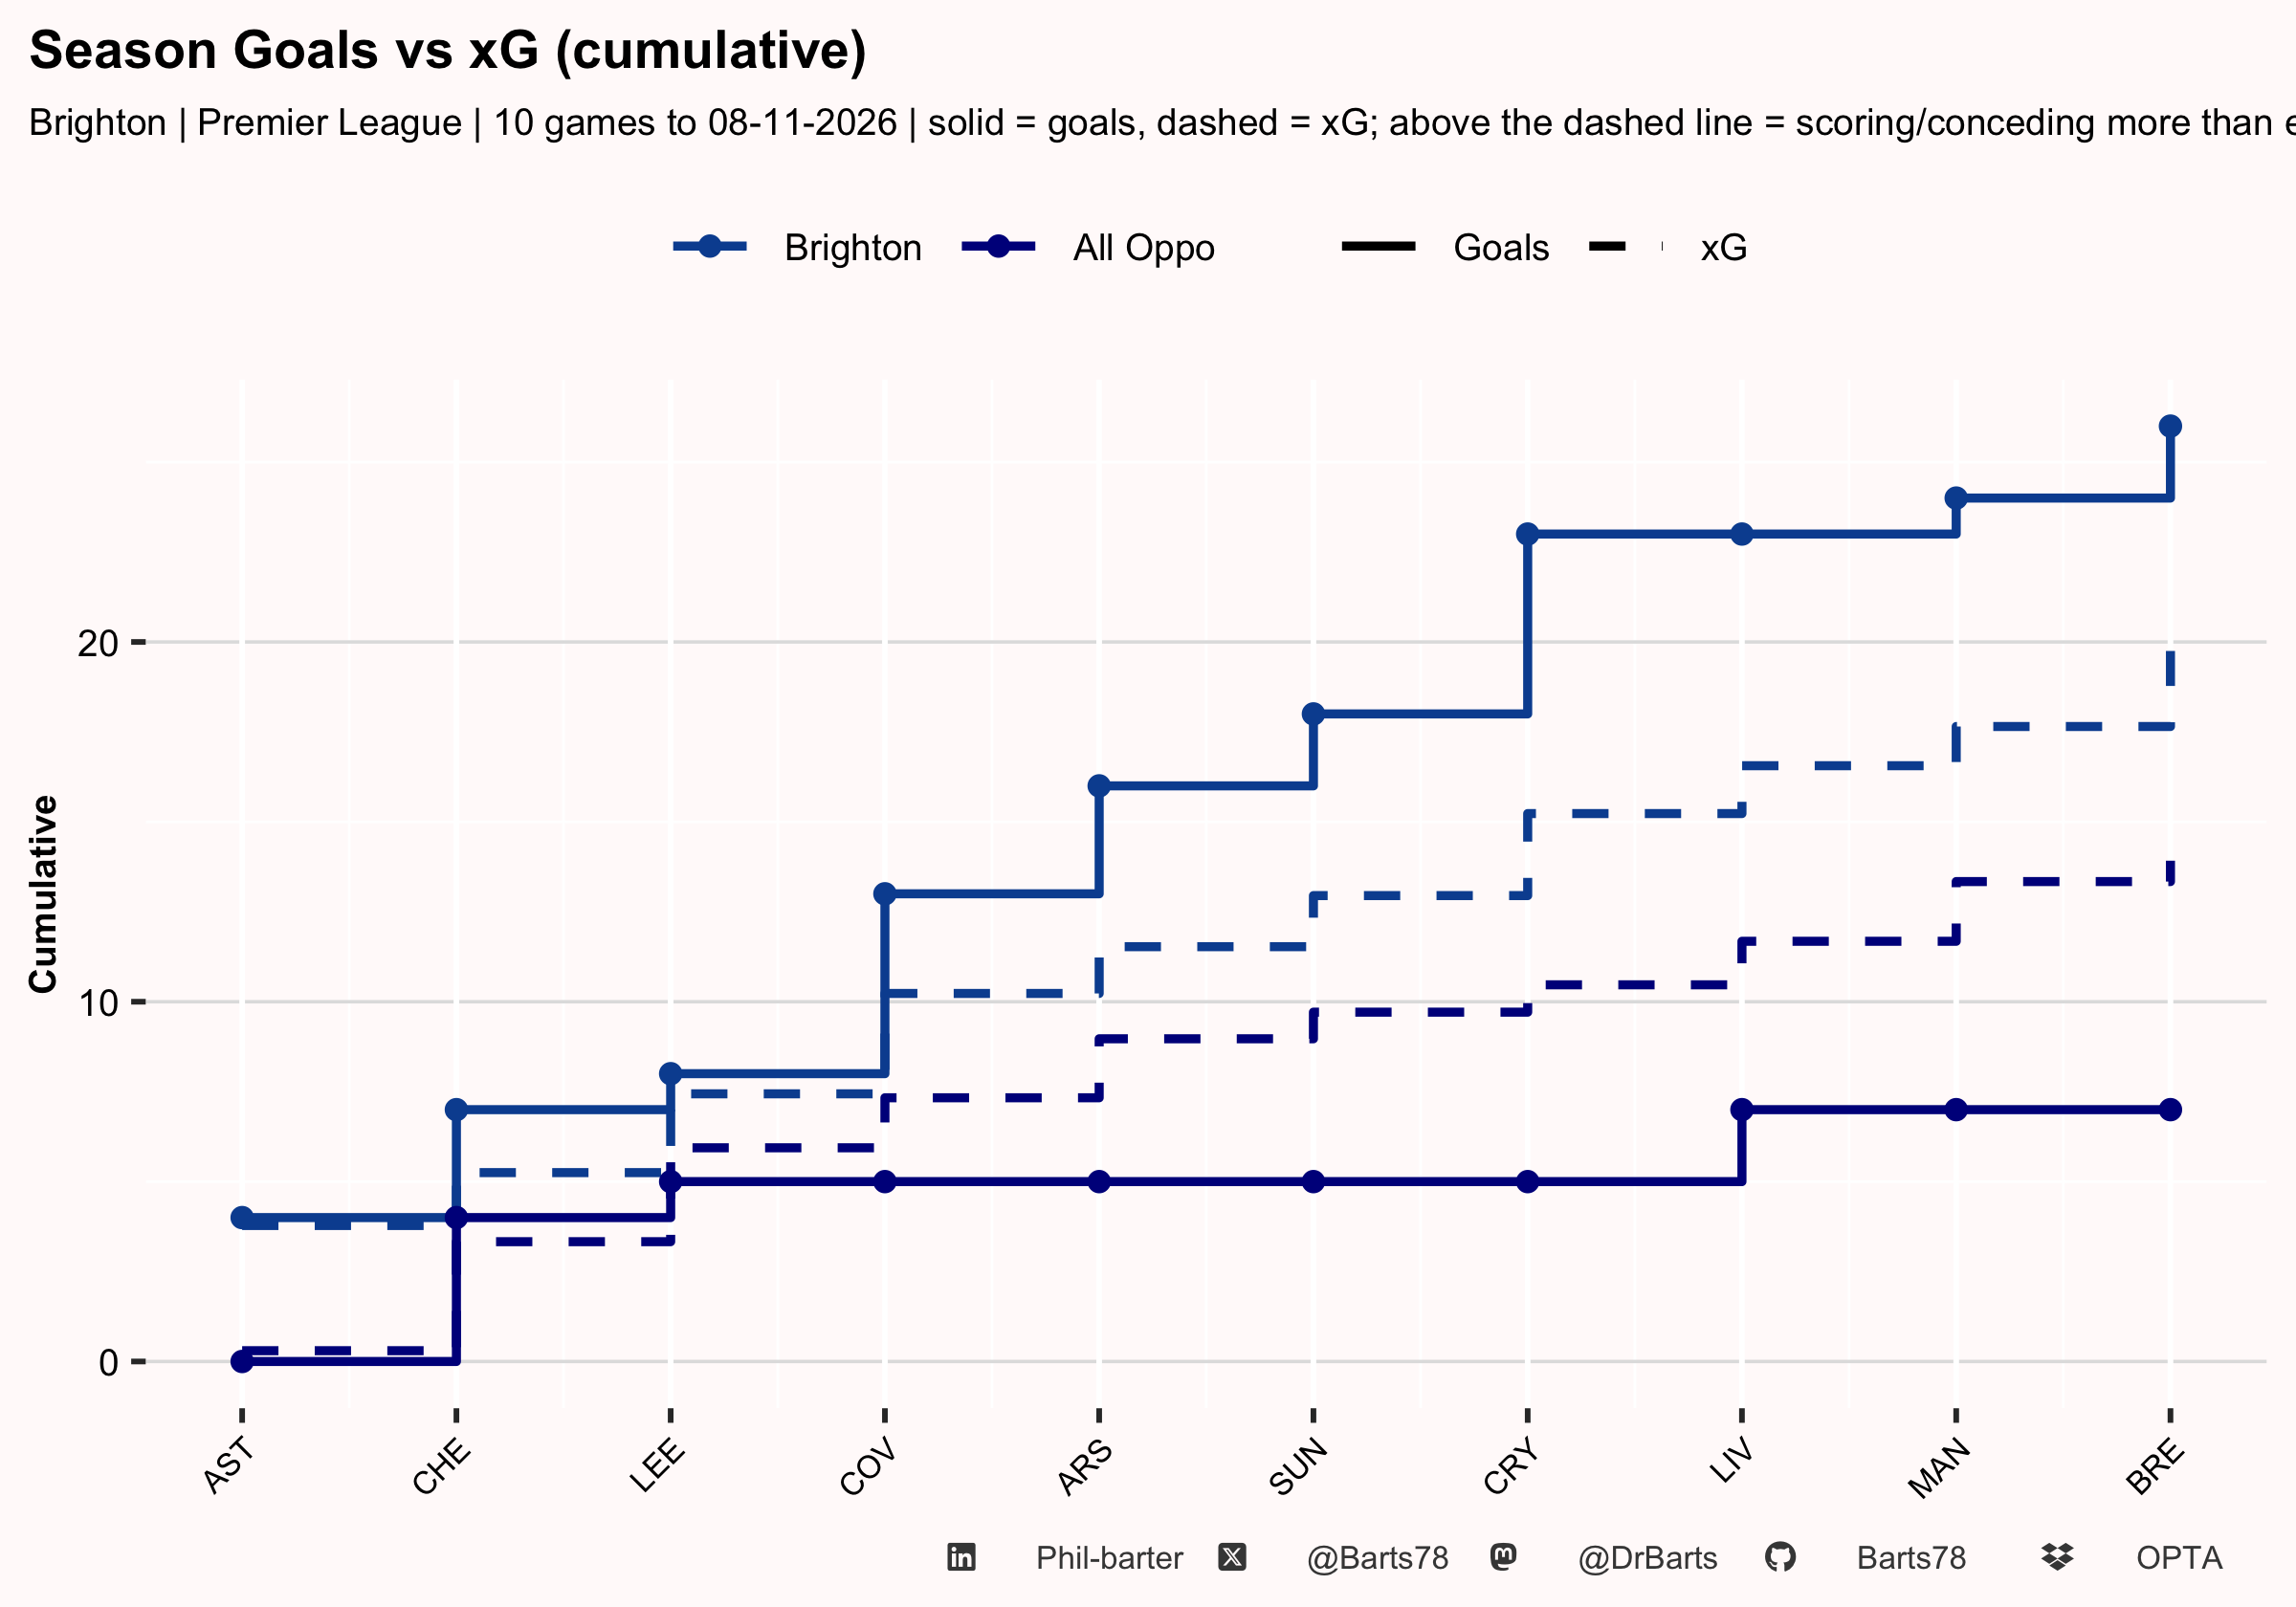 Season Goals vs xG (cumulative)
Brighton | Premier League | 10 games to 08-11-2026 | solid = goals, dashed = xG; above the dashed line = scoring/conceding more than e
Brighton All Oppo Goals xG
Cumulative
20
10
0
AST CHE LEE COV ARS SUN CRY LIV MAN BRE
Phil-barter @Barts78 @DrBarts Barts78 OPTA